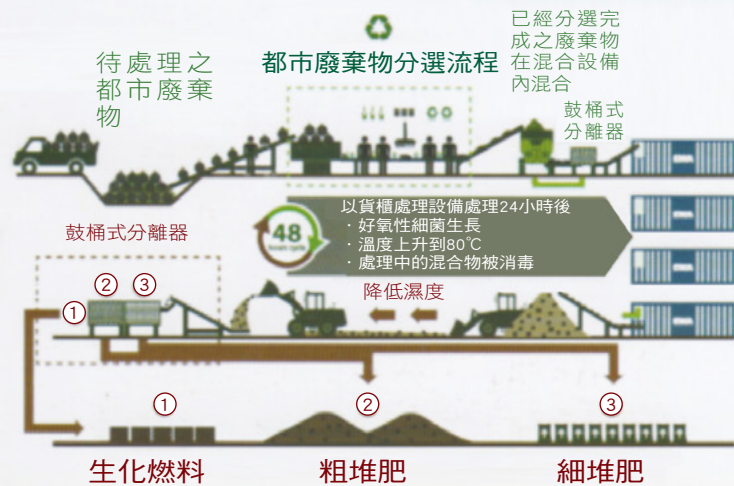 待處理之
都市廢棄
物
都市廢棄物分選流程
已經分選完
成之廢棄物
在混合設備
內混合
鼓桶式
分離器
鼓桶式分離器
48
hours cycle
以貨櫃處理設備處理24小時後
·好氧性細菌生長
·溫度上升到80℃
·處理中的混合物被消毒
降低濕度
② ③
①
① ② ③
生化燃料 粗堆肥 細堆肥